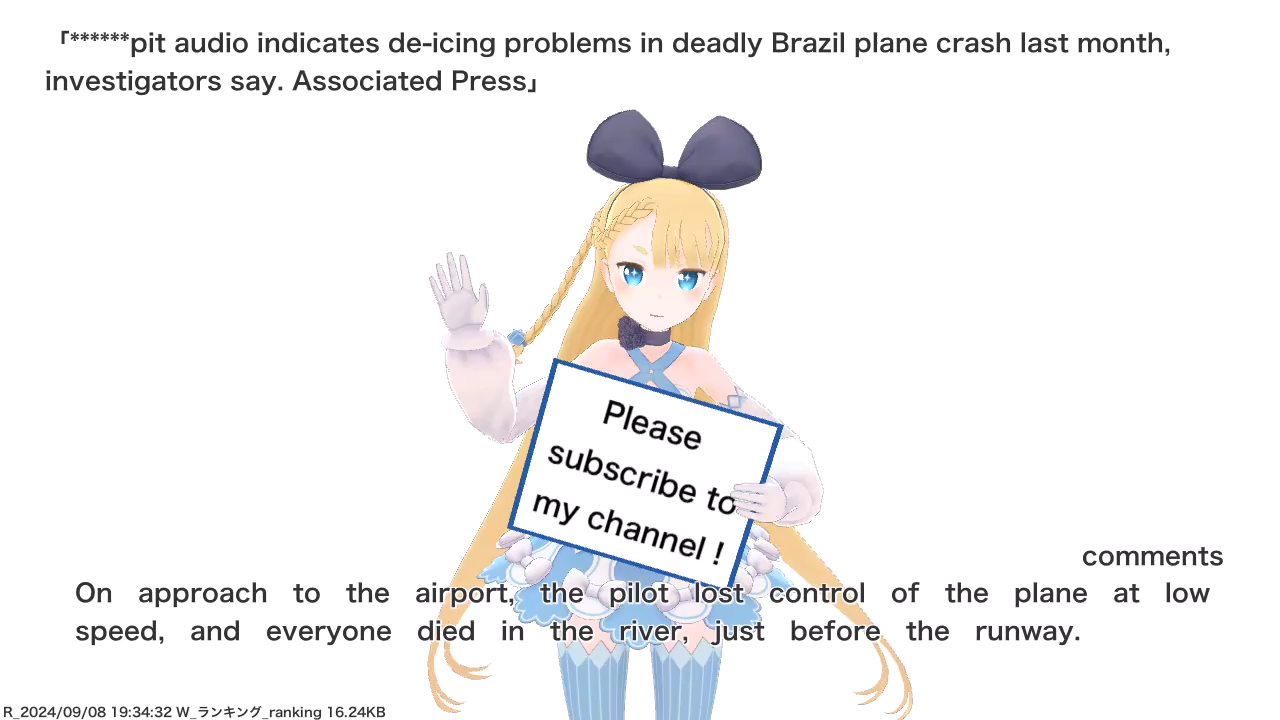 「******pit audio indicates de-icing problems in deadly Brazil plane crash last month,
investigators say. Associated Press」
Please
subscribe to
my channel !
comments
On approach to the airport, the pilot lost control of the plane at low
speed, and everyone died in the river, just before the runway.
R_2024/09/08 19:34:32 W_ランキング_ranking 16.24KB